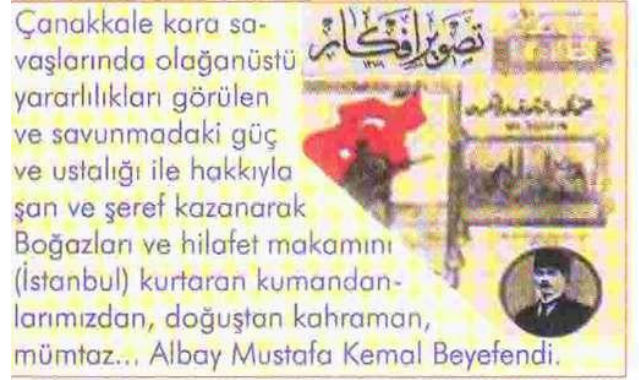 Çanakkale kara sa-
vaşlarında olağanüstü
yararlılıkları görülen
ve savunmadaki güç
ve ustalığı ile hakkıyla
şan ve şeref kazanarak
Boğazları ve hilafet makamını
(İstanbul) kurtaran kumandan-
larımızdan, doğuştan kahraman,
mümtaz... Albay Mustafa Kemal Beyefendi.
تصوير افكار